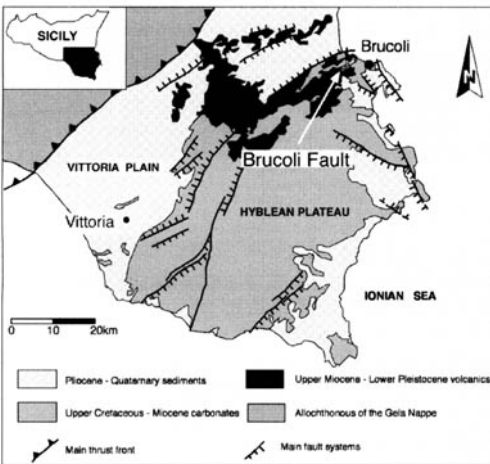 SICILY
Brucoli
N
VITTORIA PLAIN
Brucoli Fault
Vittoria
HYBLEAN PLATEAU
IONIAN SEA
0 10 20km
Pliocene - Quaternary sediments
Upper Miocene - Lower Pleistocene volcanics
Upper Cretaceous - Miocene carbonates
Allochthonous of the Gela Nappe
Main thrust front
Main fault systems